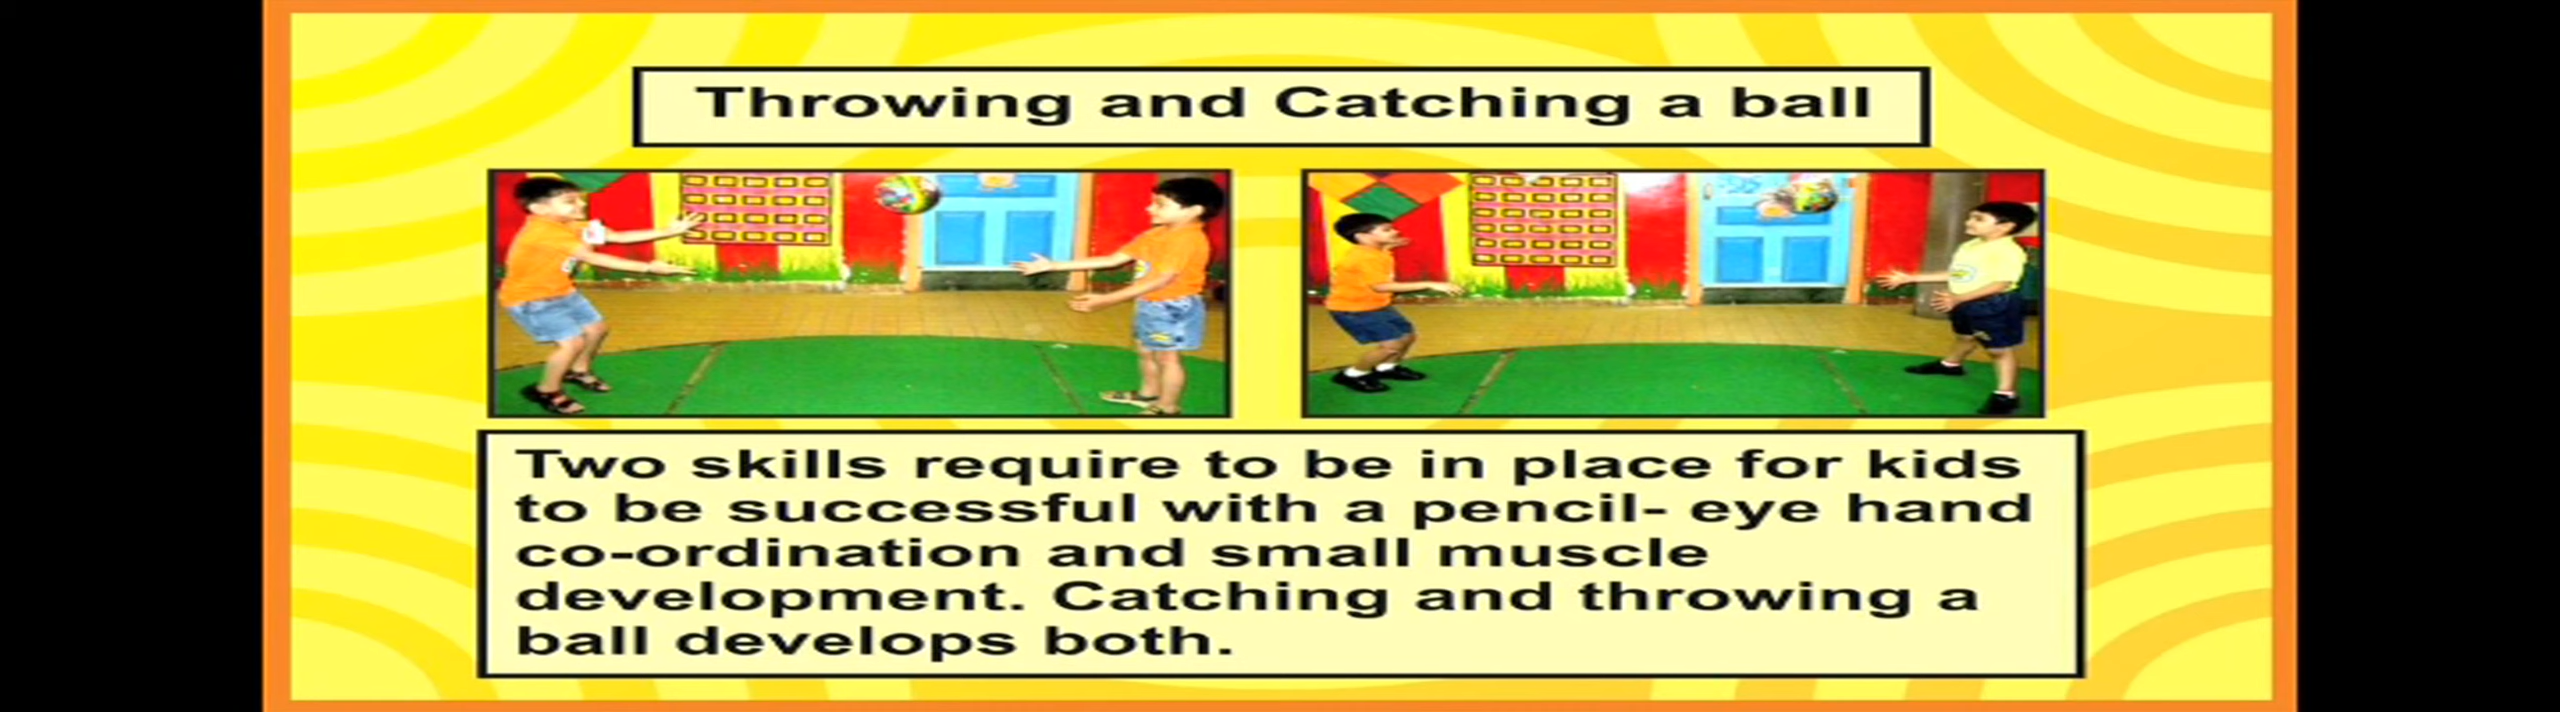 Throwing and Catching a ball
Two skills require to be in place for kids
to be successful with a pencil- eye hand
co-ordination and small muscle
development. Catching and throwing a
ball develops both.